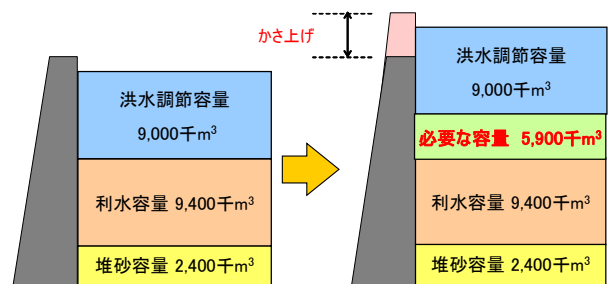 かさ上げ
洪水調節容量
9,000千m³
利水容量 9,400千m³
堆砂容量 2,400千m³
洪水調節容量
9,000千m³
必要な容量 5,900千m³
利水容量 9,400千m³
堆砂容量 2,400千m³